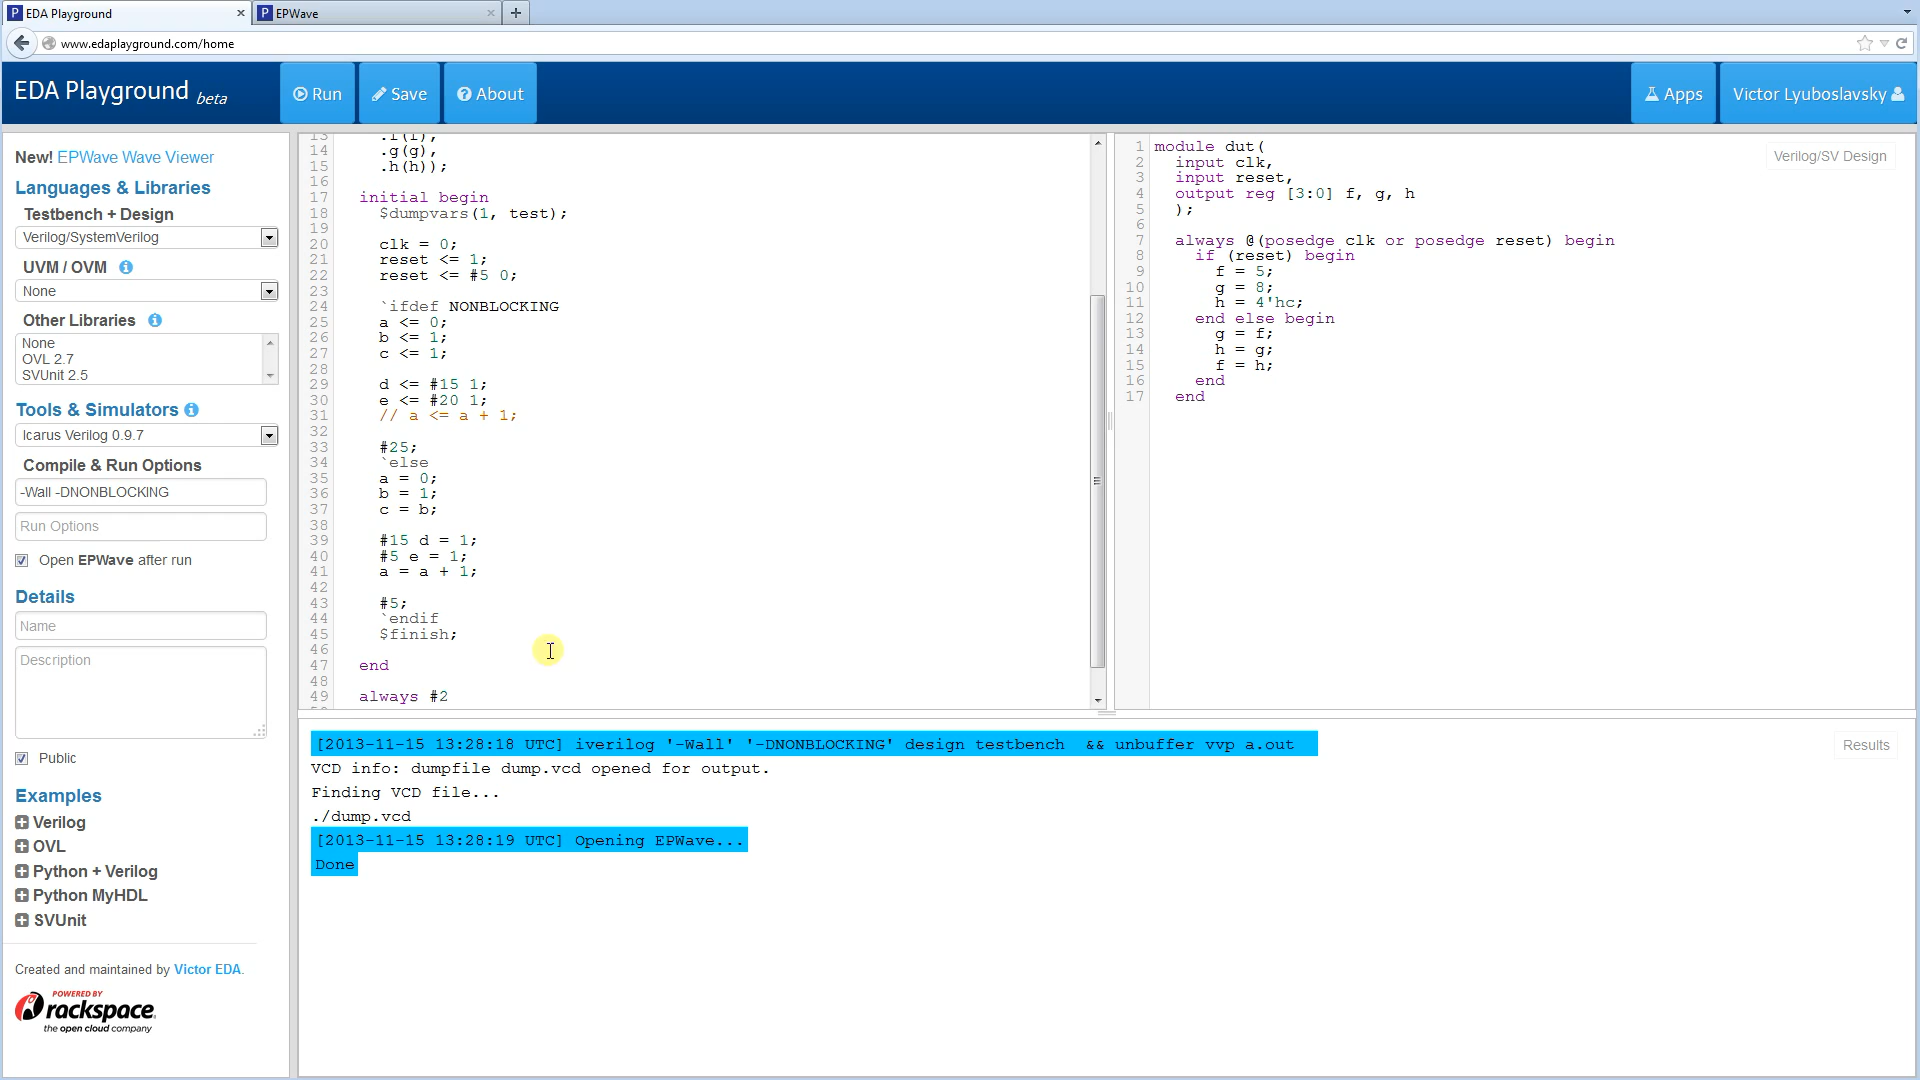 EDA Playground
EPWave
www.edaplayground.com/home
EDA Playground beta
Run
Save
About
Apps
Victor Lyuboslavsky
New! EPWave Wave Viewer
Languages & Libraries
Testbench + Design
Verilog/SystemVerilog
UVM / OVM
None
Other Libraries
None
OVL 2.7
SVUnit 2.5
Tools & Simulators
Icarus Verilog 0.9.7
Compile & Run Options
-Wall -DNONBLOCKING
Run Options
Open EPWave after run
Details
Name
Description
Public
Examples
Verilog
OVL
Python + Verilog
Python MyHDL
SVUnit
Created and maintained by Victor EDA.
POWERED BY
rackspace.
the open cloud company
13 .f(f),
14 .g(g),
15 .h(h));
16
17 initial begin
18 $dumpvars(1, test);
19
20 clk = 0;
21 reset <= 1;
22 reset <= #5 0;
23
24 `ifdef NONBLOCKING
25 a <= 0;
26 b <= 1;
27 c <= 1;
28
29 d <= #15 1;
30 e <= #20 1;
31 // a <= a + 1;
32
33 #25;
34 `else
35 a = 0;
36 b = 1;
37 c = b;
38
39 #15 d = 1;
40 #5 e = 1;
41 a = a + 1;
42
43 #5;
44 `endif
45 $finish;
46
47 end
48
49 always #2
Verilog/SV Design
1 module dut(
2 input clk,
3 input reset,
4 output reg [3:0] f, g, h
5 );
6
7 always @(posedge clk or posedge reset) begin
8 if (reset) begin
9 f = 5;
10 g = 8;
11 h = 4'hc;
12 end else begin
13 g = f;
14 h = g;
15 f = h;
16 end
17 end
[2013-11-15 13:28:18 UTC] iverilog '-Wall' '-DNONBLOCKING' design testbench && unbuffer vvp a.out
Results
VCD info: dumpfile dump.vcd opened for output.
Finding VCD file...
./dump.vcd
[2013-11-15 13:28:19 UTC] Opening EPWave...
Done